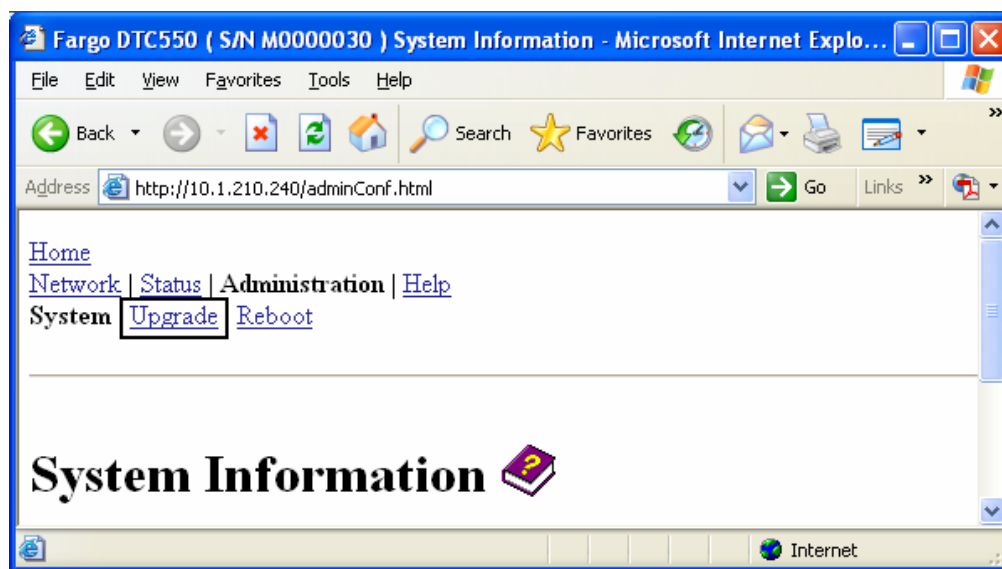 Fargo DTC550 ( S/N M0000030 ) System Information - Microsoft Internet Explo...
File Edit View Favorites Tools Help
Back Search Favorites »
Address http://10.1.210.240/adminConf.html Go Links »
Home
Network | Status | Administration | Help
System Upgrade Reboot
System Information ?
Internet